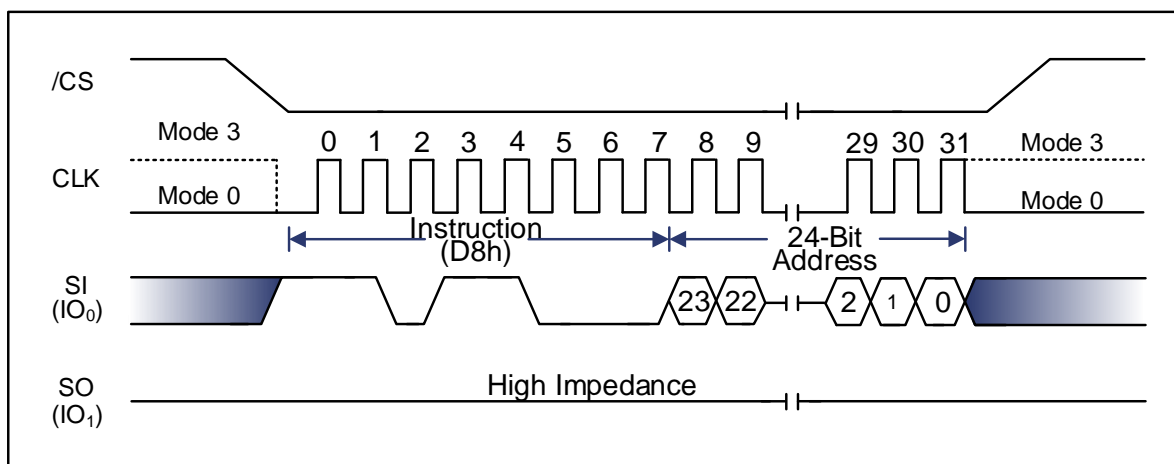 /CS
Mode 3
0 1 2 3 4 5 6 7 8 9 29 30 31
Mode 3
CLK
Mode 0
Mode 0
Instruction
(D8h)
24-Bit
Address
SI
(IO₀)
23 22 2 1 0
High Impedance
SO
(IO₁)